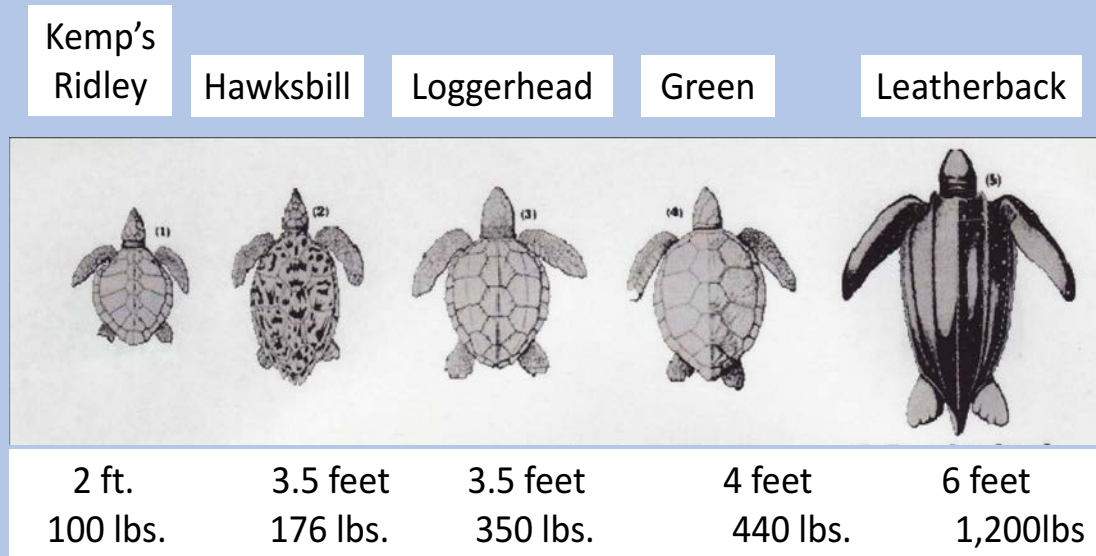 Kemp's
Ridley
Hawksbill
Loggerhead
Green
Leatherback
(1)
(2)
(3)
(4)
(5)
2 ft.
3.5 feet
3.5 feet
4 feet
6 feet
100 lbs.
176 lbs.
350 lbs.
440 lbs.
1,200lbs